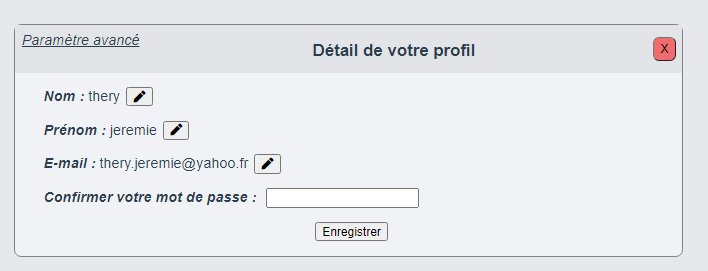 Paramètre avancé
Détail de votre profil
X
Nom : thery
Prénom : jeremie
E-mail : thery.jeremie@yahoo.fr
Confirmer votre mot de passe :
Enregistrer